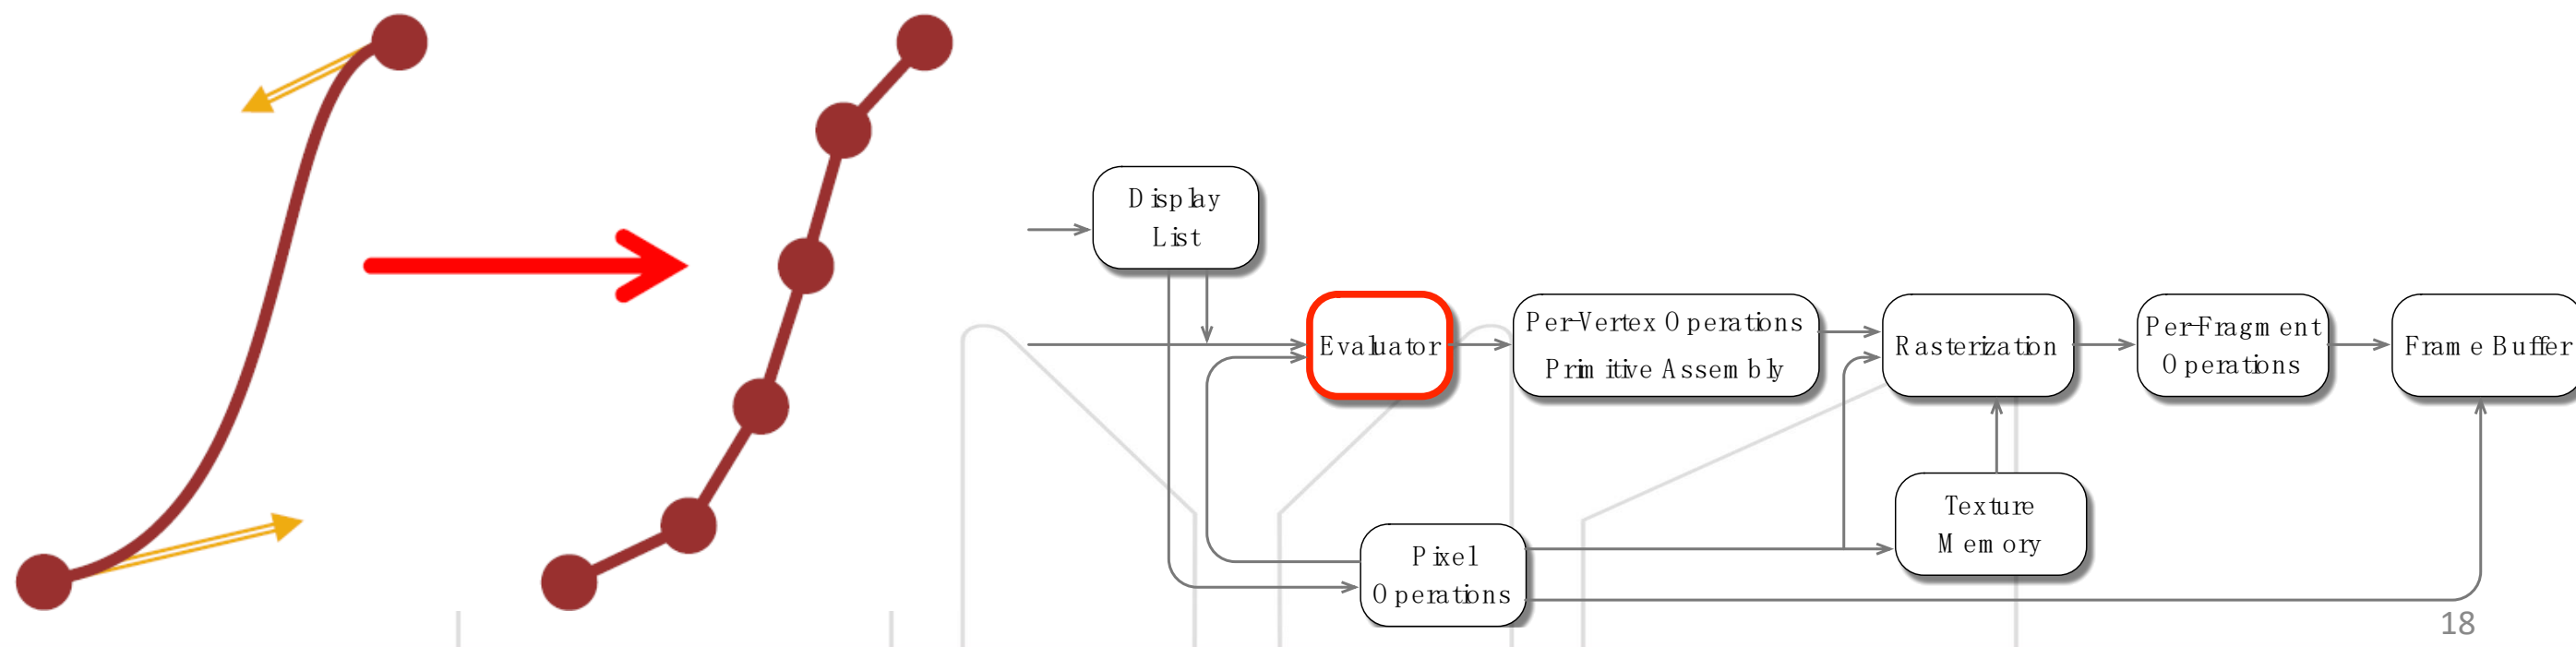 Display
List
Evaluator
Per-Vertex Operations
Primitive Assembly
Rasterization
Per-Fragment
Operations
Frame Buffer
Texture
Memory
Pixel
Operations
18